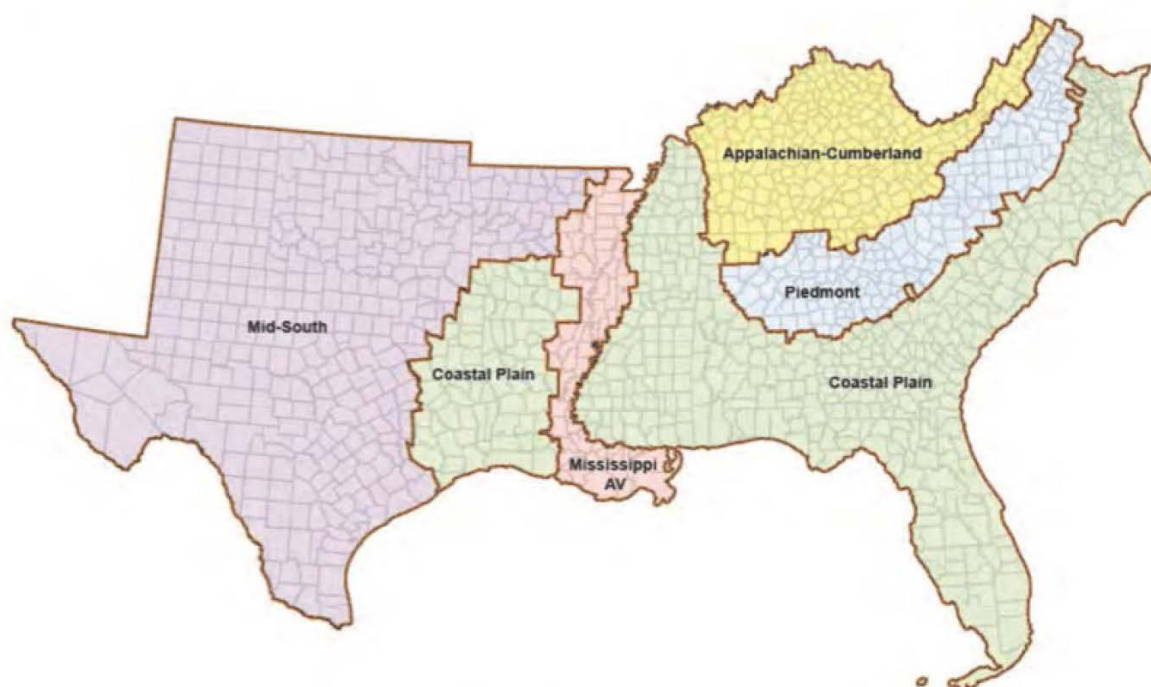 Appalachian-Cumberland
Piedmont
Mid-South
Coastal Plain
Coastal Plain
Mississippi
AV